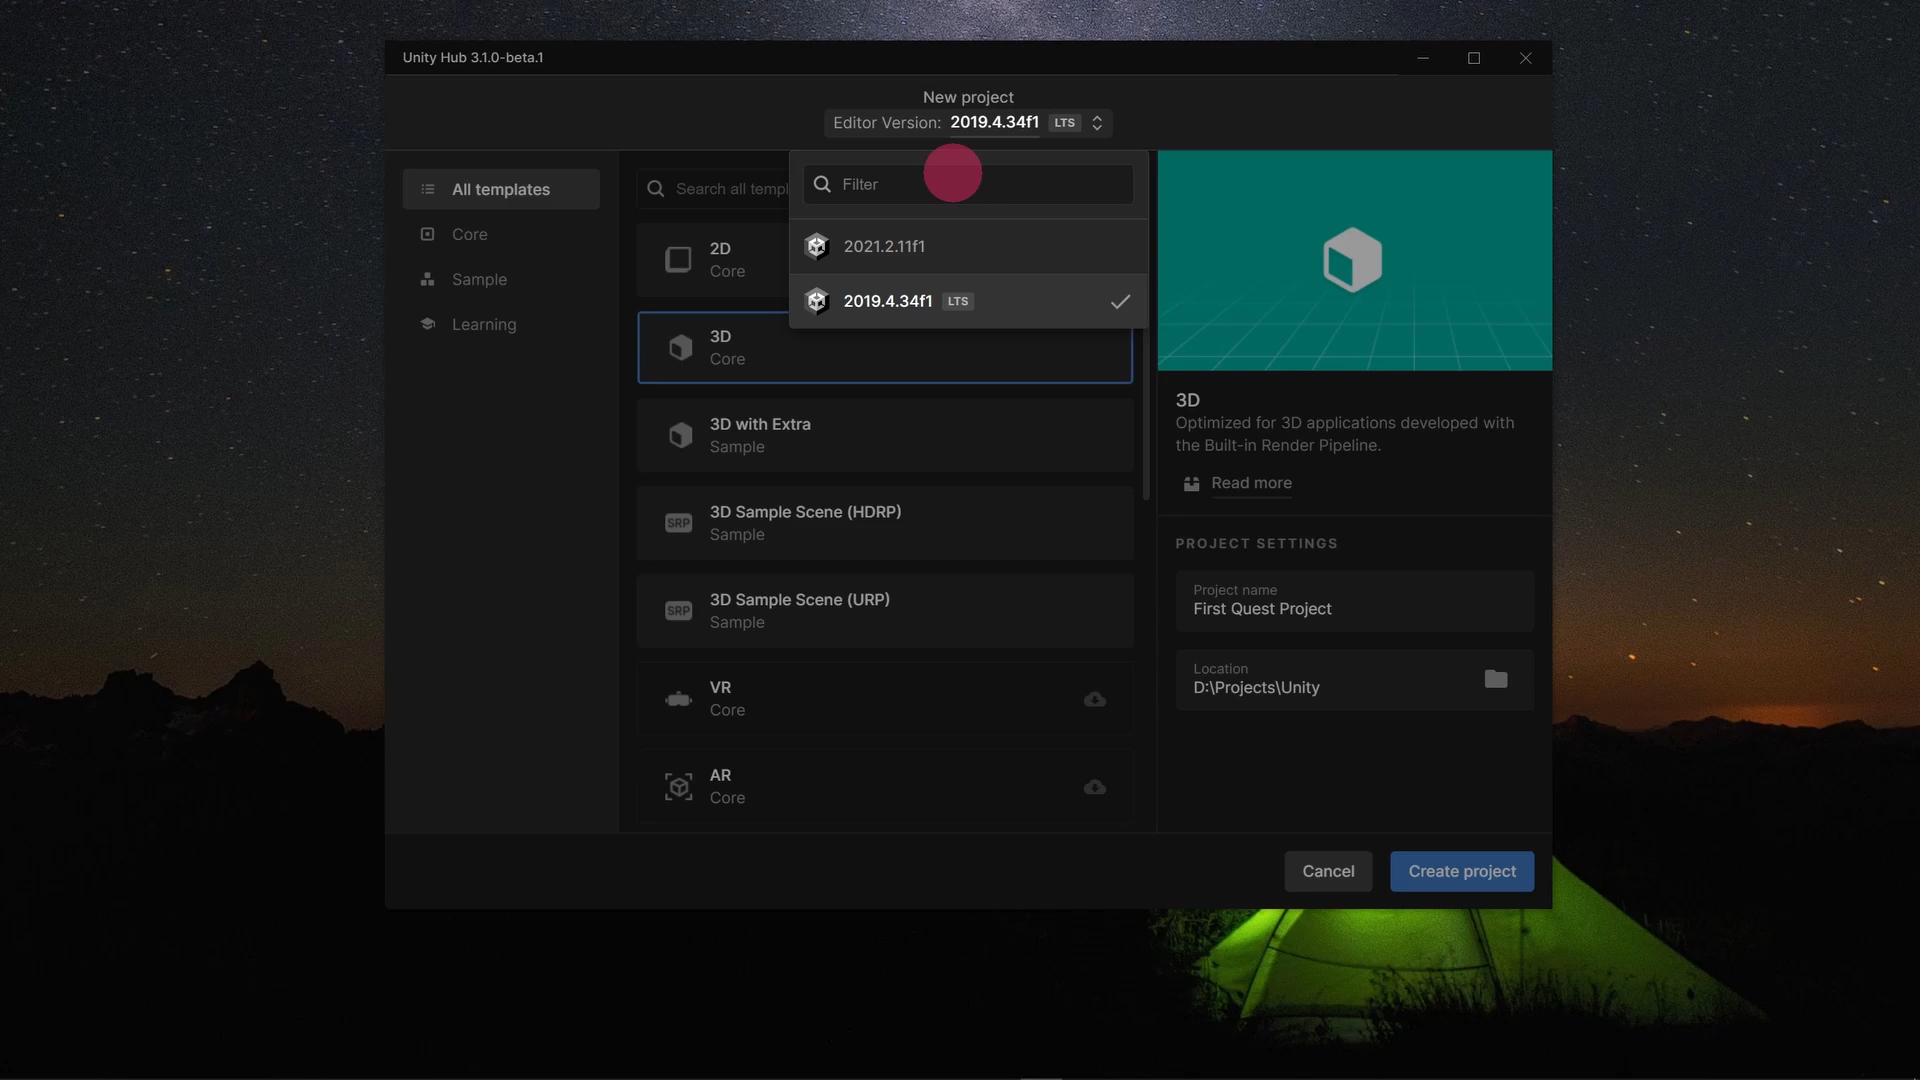 Unity Hub 3.1.0-beta.1
New project
Editor Version: 2019.4.34f1 LTS
All templates
Core
Sample
Learning
Search all templ
Filter
2021.2.11f1
2019.4.34f1 LTS
2D
Core
3D
Core
3D with Extra
Sample
SRP
3D Sample Scene (HDRP)
Sample
SRP
3D Sample Scene (URP)
Sample
VR
Core
AR
Core
3D
Optimized for 3D applications developed with
the Built-in Render Pipeline.
Read more
PROJECT SETTINGS
Project name
First Quest Project
Location
D:\Projects\Unity
Cancel
Create project